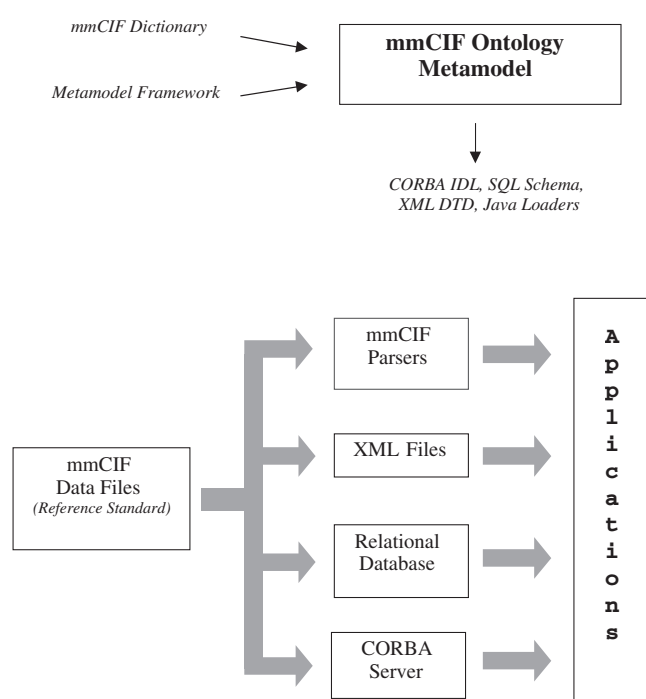 mmCIF Dictionary
mmCIF Ontology
Metamodel
Metamodel Framework
CORBA IDL, SQL Schema,
XML DTD, Java Loaders
mmCIF
Parsers
XML Files
mmCIF
Data Files
(Reference Standard)
Relational
Database
CORBA
Server
Applications